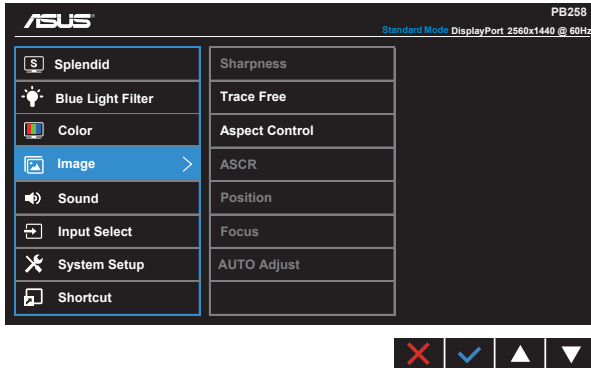 ASUS
PB258
Standard Mode DisplayPort 2560x1440 @ 60Hz
S Splendid
Blue Light Filter
Color
Image
Sound
Input Select
System Setup
Shortcut
Sharpness
Trace Free
Aspect Control
ASCR
Position
Focus
AUTO Adjust